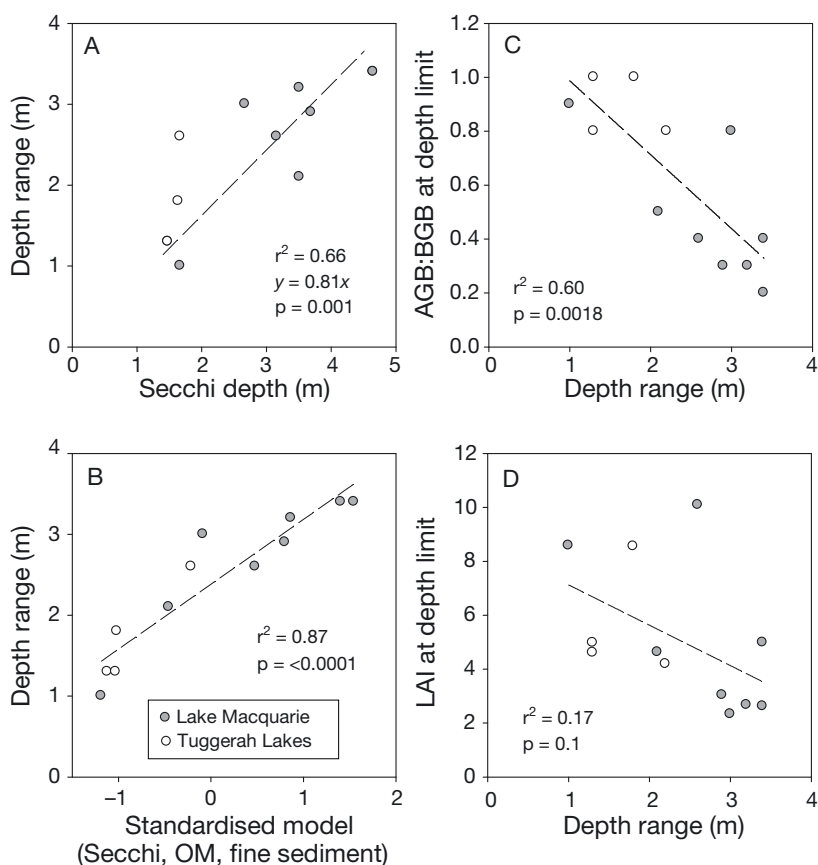 A
Depth range (m)
4
3
2
1
0
r² = 0.66
y = 0.81x
p = 0.001
0 1 2 3 4 5
Secchi depth (m)
C
AGB:BGB at depth limit
1.2
1.0
0.8
0.6
0.4
0.2
0.0
r² = 0.60
p = 0.0018
0 1 2 3 4
Depth range (m)
B
Depth range (m)
4
3
2
1
0
r² = 0.87
p = <0.0001
Lake Macquarie
Tuggerah Lakes
−1 0 1 2
Standardised model
(Secchi, OM, fine sediment)
D
LAI at depth limit
12
10
8
6
4
2
0
r² = 0.17
p = 0.1
0 1 2 3 4
Depth range (m)